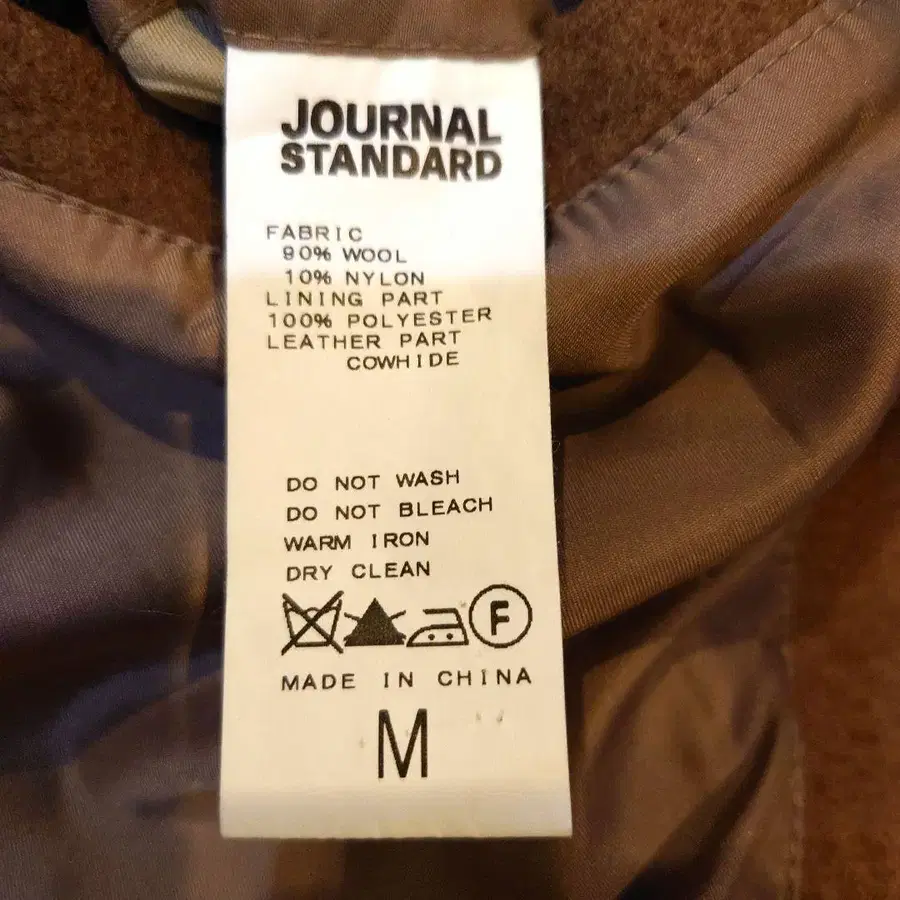 JOURNAL
STANDARD
FABRIC
90% WOOL
10% NYLON
LINING PART
100% POLYESTER
LEATHER PART
COWHIDE
DO NOT WASH
DO NOT BLEACH
WARM IRON
DRY CLEAN
F
MADE IN CHINA
M